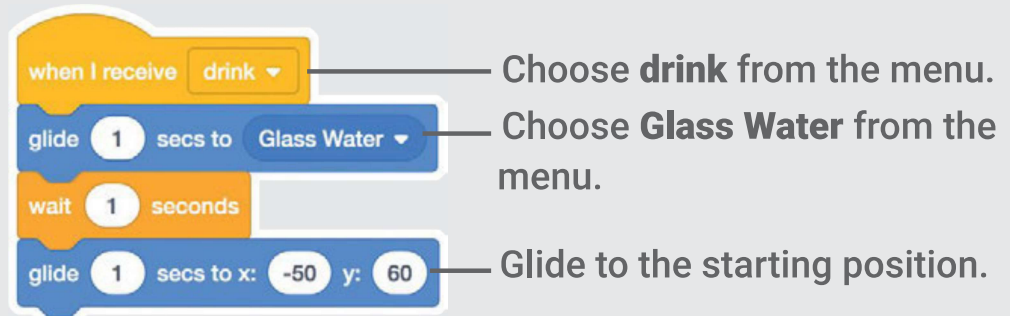 when I receive drink
Choose drink from the menu.
glide 1 secs to Glass Water
Choose Glass Water from the
menu.
wait 1 seconds
glide 1 secs to x: -50 y: 60
Glide to the starting position.